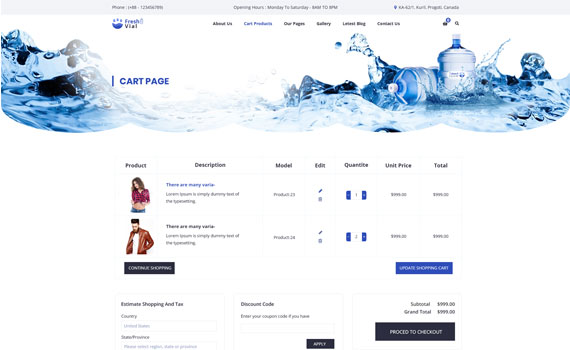 Phone : (+88 - 123456789)
Opening Hours : Monday To Saturday - 8AM TO 8PM
KA-62/1, Kuril, Progoti, Canada
Fresh
Vial
About Us
Cart Products
Our Pages
Gallery
Letest Blog
Contact Us
CART PAGE
Product Description Model Edit Quantite Unit Price Total
There are many varia-
Lorem Ipsum is simply dummy text of
the typesetting.
Product-23
1
$999.00
$999.00
There are many varia-
Lorem Ipsum is simply dummy text of
the typesetting.
Product-24
$999.00
$999.00
CONTINUE SHOPPING
UPDATE SHOPPING CART
Estimate Shopping And Tax
Country
United States
State/Province
Please enter region, state or province
Discount Code
Enter your coupon code if you have
APPLY
Subtotal $999.00
Grand Total $999.00
PROCEED TO CHECKOUT